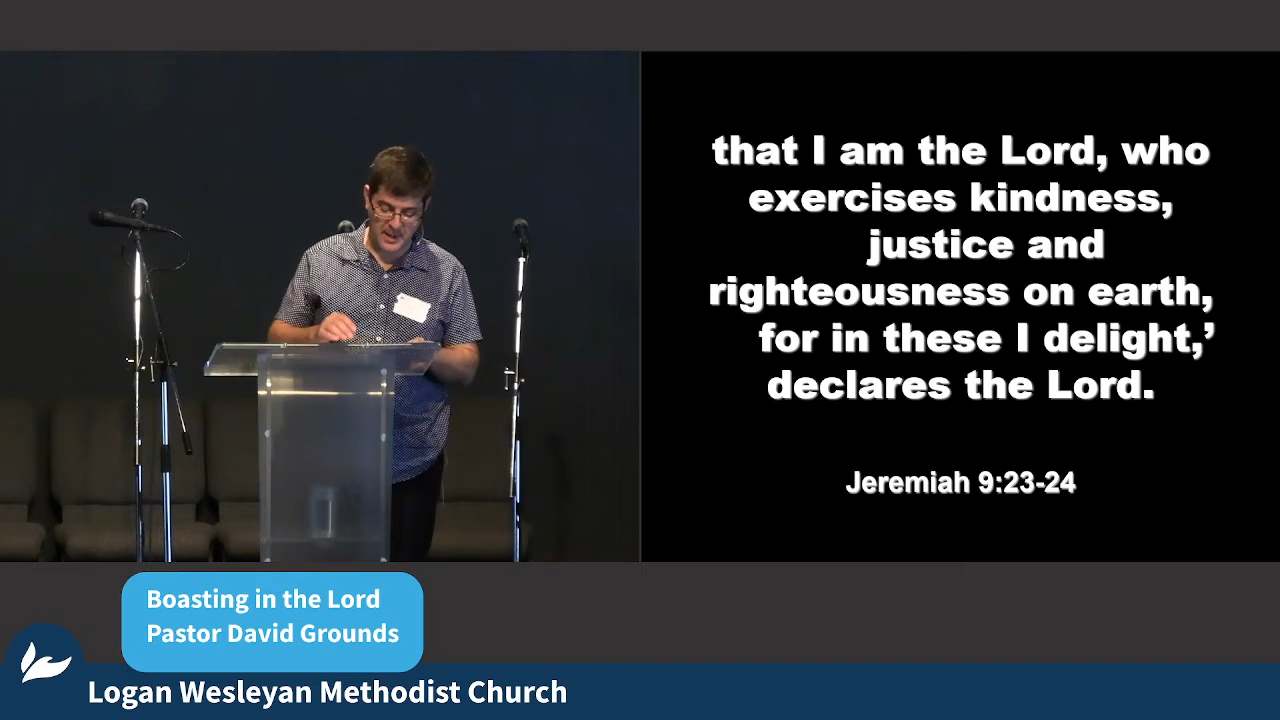 that I am the Lord, who
exercises kindness,
justice and
righteousness on earth,
for in these I delight,’
declares the Lord.
Jeremiah 9:23-24
Boasting in the Lord
Pastor David Grounds
Logan Wesleyan Methodist Church